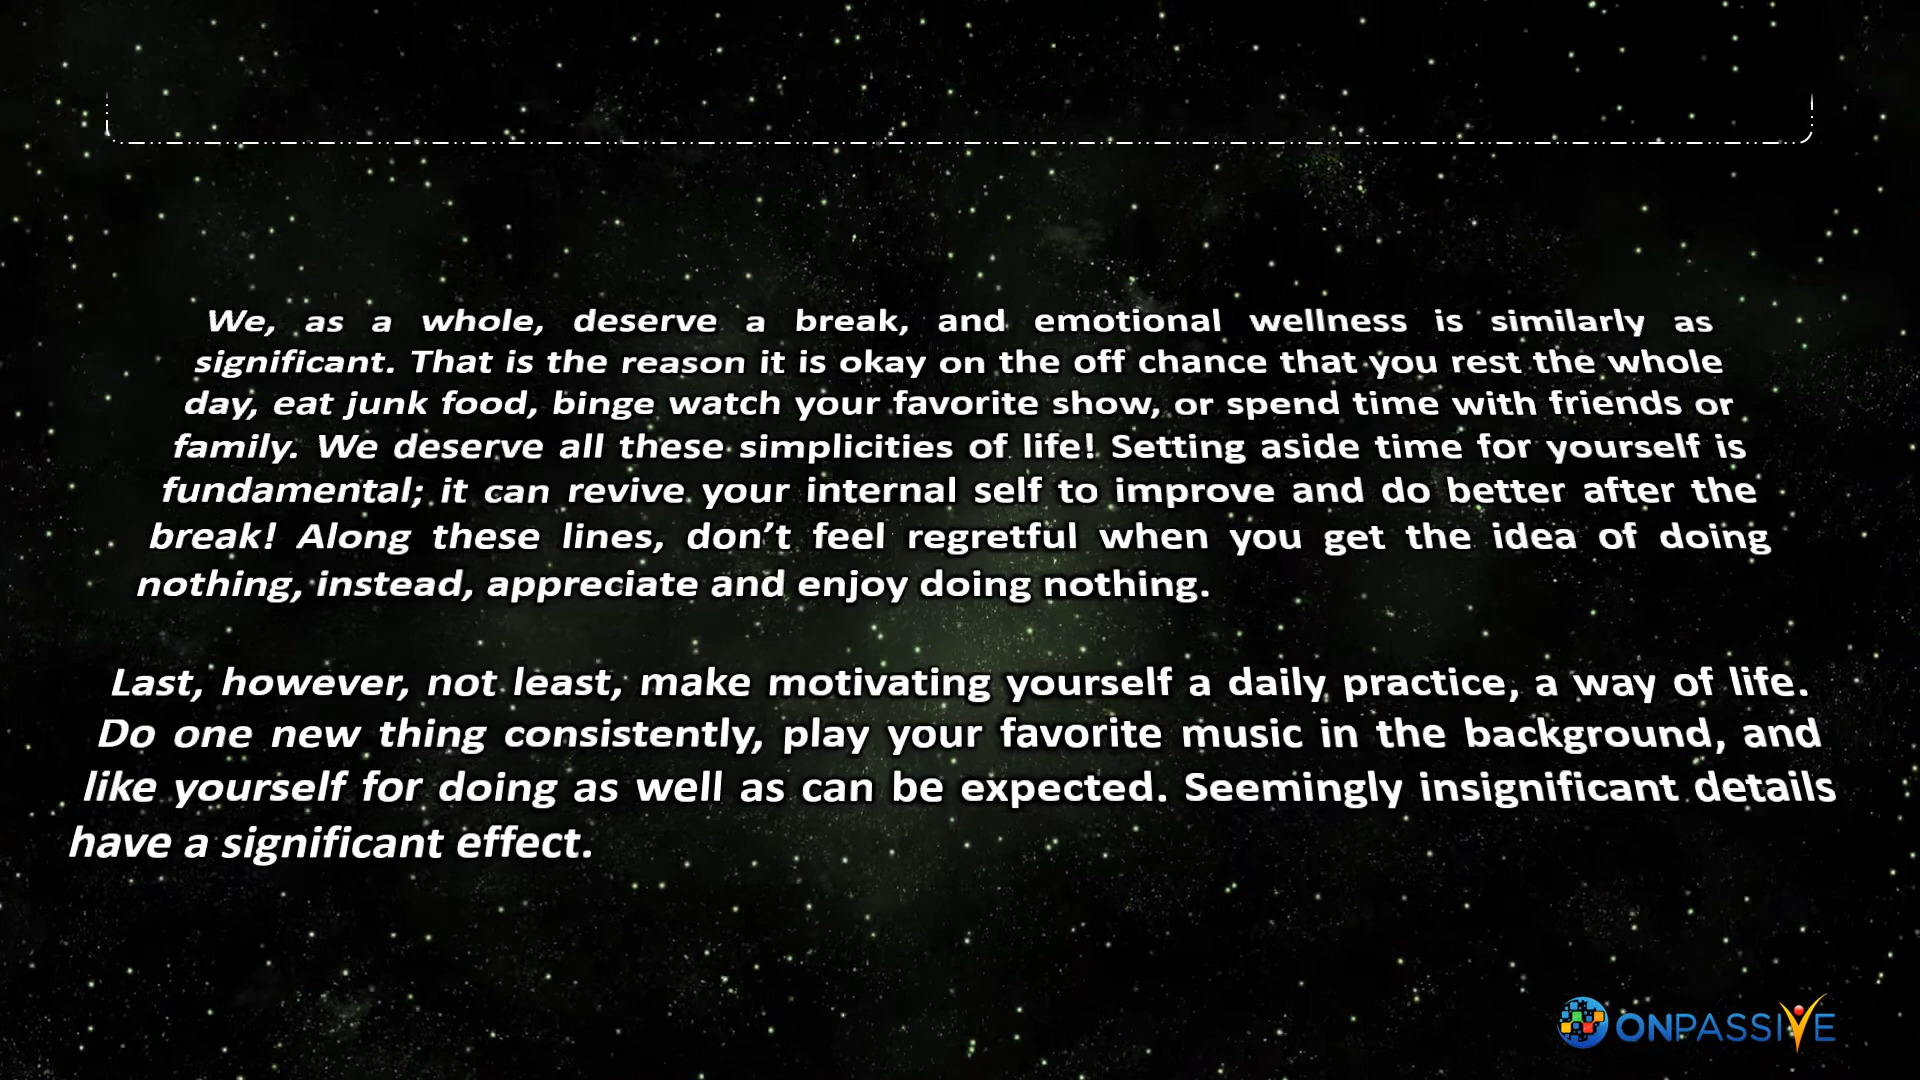 We, as a whole, deserve a break, and emotional wellness is similarly as
significant. That is the reason it is okay on the off chance that you rest the whole
day, eat junk food, binge watch your favorite show, or spend time with friends or
family. We deserve all these simplicities of life! Setting aside time for yourself is
fundamental; it can revive your internal self to improve and do better after the
break! Along these lines, don’t feel regretful when you get the idea of doing
nothing, instead, appreciate and enjoy doing nothing.
Last, however, not least, make motivating yourself a daily practice, a way of life.
Do one new thing consistently, play your favorite music in the background, and
like yourself for doing as well as can be expected. Seemingly insignificant details
have a significant effect.
ONPASSIVE